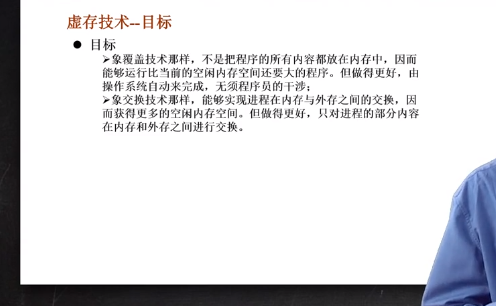 虚存技术--目标
● 目标
➢象覆盖技术那样，不是把程序的所有内容都放在内存中，因而
能够运行比当前的空闲内存空间还要大的程序。但做得更好，由
操作系统自动来完成，无须程序员的干涉；
➢象交换技术那样，能够实现进程在内存与外存之间的交换，因
而获得更多的空闲内存空间。但做得更好，只对进程的部分内容
在内存和外存之间进行交换。